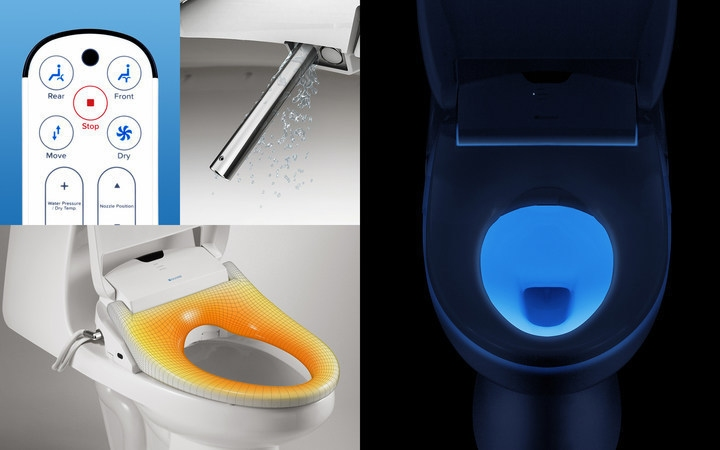 Rear
Front
Stop
Move
Dry
Water Pressure
/ Dry Temp
Nozzle Position